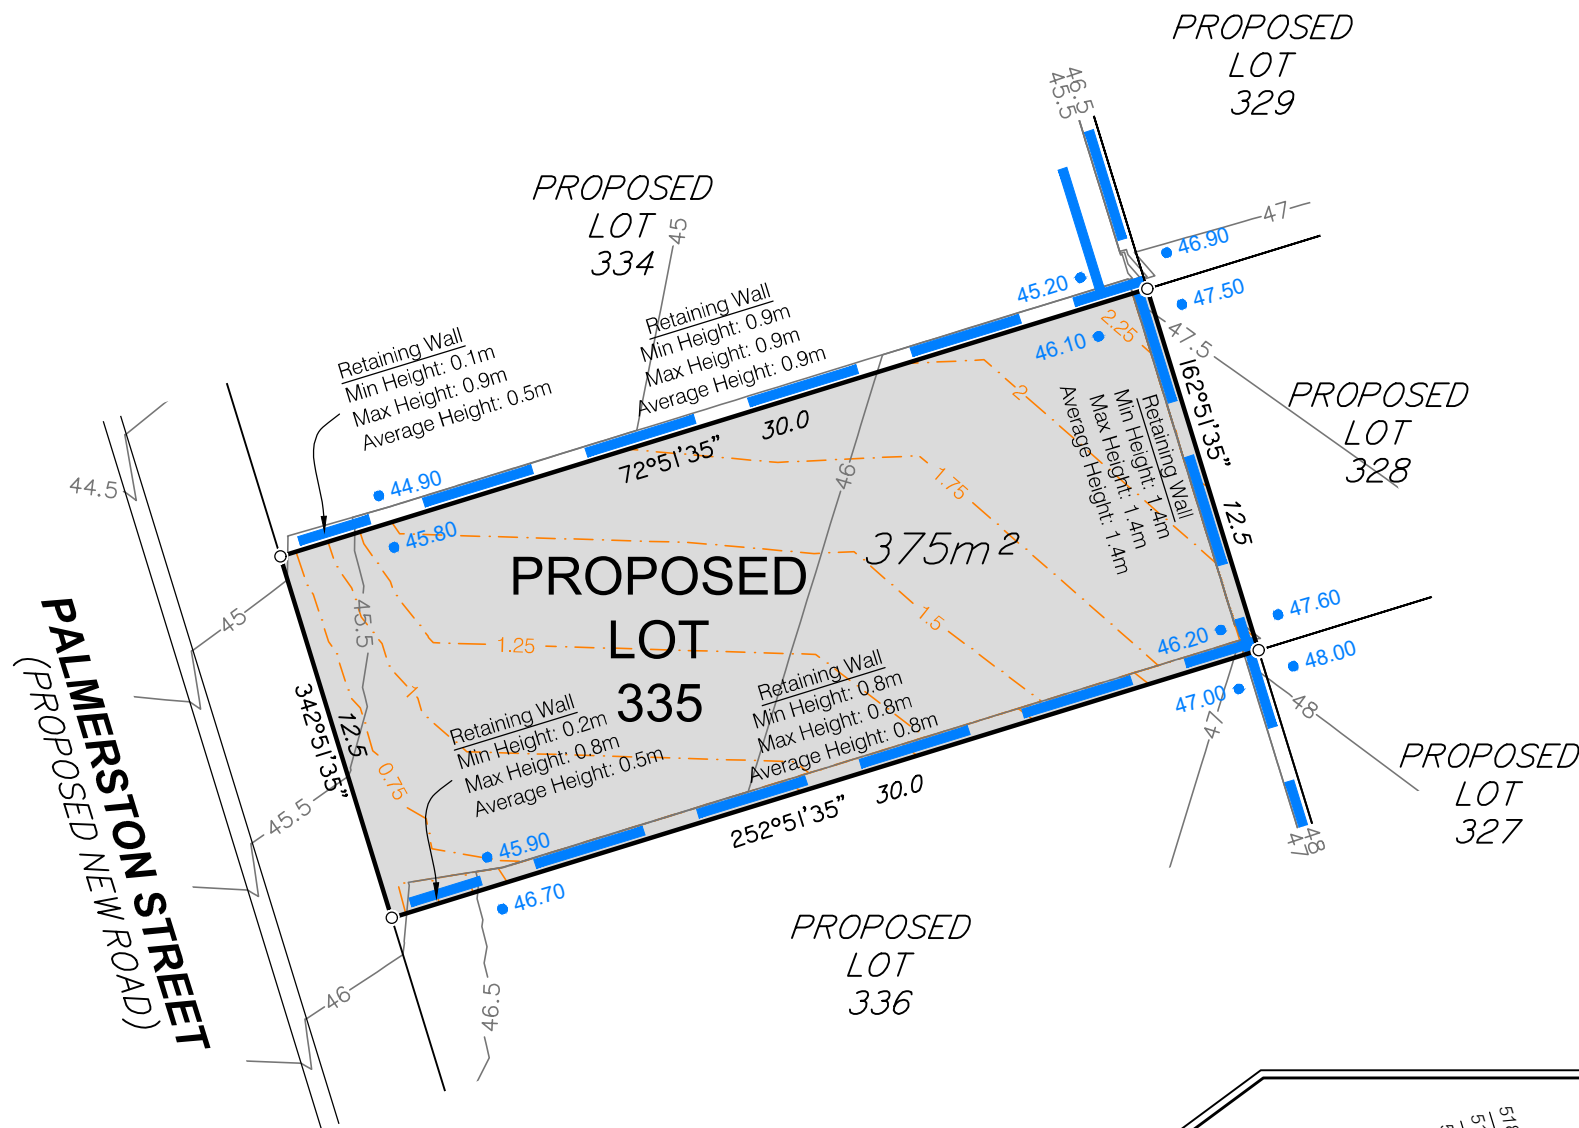 PROPOSED
LOT
329
46.5
45.5
PROPOSED
LOT
334
45
47
46.90
47.50
45.20
46.10
2.25
47.5
Retaining Wall
Min Height: 0.1m
Max Height: 0.9m
Average Height: 0.5m
Retaining Wall
Min Height: 0.9m
Max Height: 0.9m
Average Height: 0.9m
PROPOSED
LOT
328
162°51'35"
12.5
Retaining Wall
Min Height: 1.4m
Max Height: 1.4m
Average Height: 1.4m
2
72°51'35"
30.0
44.90
45.80
44.5
46
1.75
375m²
PROPOSED
LOT
335
45
45.5
1.25
1.5
1
0.75
47.60
48.00
46.20
47.00
47
48
342°51'35"
12.5
PALMERSTON STREET
(PROPOSED NEW ROAD)
Retaining Wall
Min Height: 0.2m
Max Height: 0.8m
Average Height: 0.5m
Retaining Wall
Min Height: 0.8m
Max Height: 0.8m
Average Height: 0.8m
252°51'35"
30.0
PROPOSED
LOT
327
45.5
45.90
46.70
48
47
46
46.5
PROPOSED
LOT
336